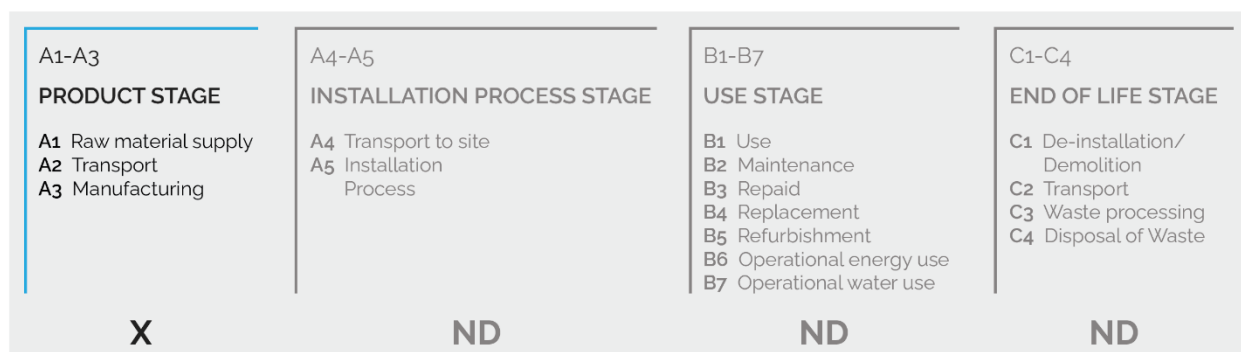 A1-A3
PRODUCT STAGE
A1 Raw material supply
A2 Transport
A3 Manufacturing
X
A4-A5
INSTALLATION PROCESS STAGE
A4 Transport to site
A5 Installation
Process
ND
B1-B7
USE STAGE
B1 Use
B2 Maintenance
B3 Repaid
B4 Replacement
B5 Refurbishment
B6 Operational energy use
B7 Operational water use
ND
C1-C4
END OF LIFE STAGE
C1 De-installation/
Demolition
C2 Transport
C3 Waste processing
C4 Disposal of Waste
ND